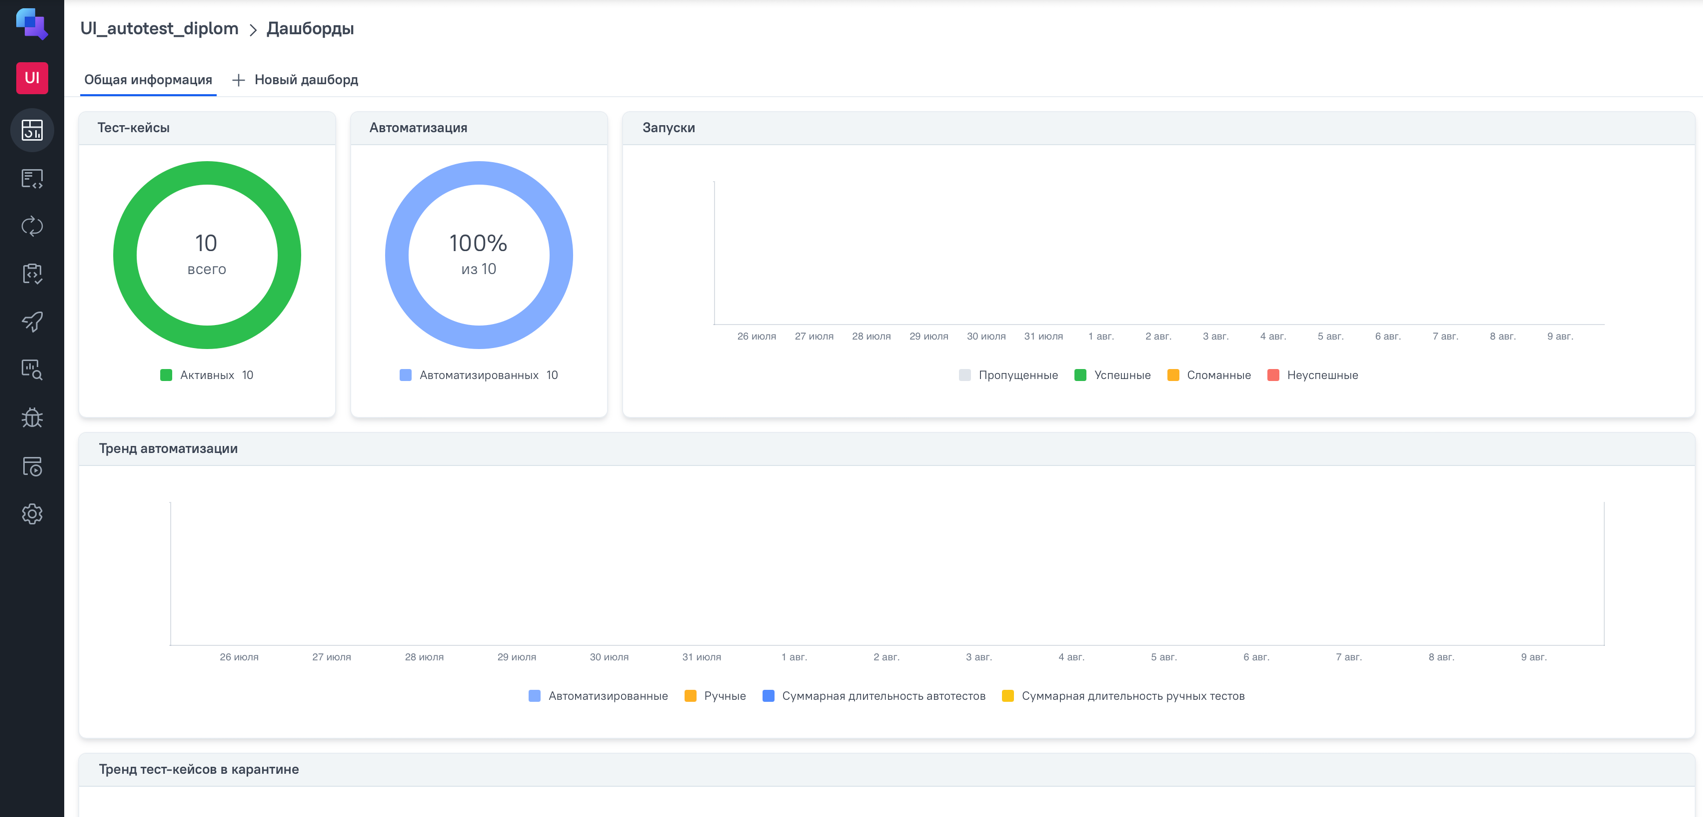 UI_autotest_diplom > Дашборды
UI
Общая информация + Новый дашборд
Тест-кейсы
10
всего
Активных 10
Автоматизация
100%
из 10
Автоматизированных 10
Запуски
26 июля 27 июля 28 июля 29 июля 30 июля 31 июля 1 авг. 2 авг. 3 авг. 4 авг. 5 авг. 6 авг. 7 авг. 8 авг. 9 авг.
Пропущенные Успешные Сломанные Неуспешные
Тренд автоматизации
26 июля 27 июля 28 июля 29 июля 30 июля 31 июля 1 авг. 2 авг. 3 авг. 4 авг. 5 авг. 6 авг. 7 авг. 8 авг. 9 авг.
Автоматизированные Ручные Суммарная длительность автотестов Суммарная длительность ручных тестов
Тренд тест-кейсов в карантине